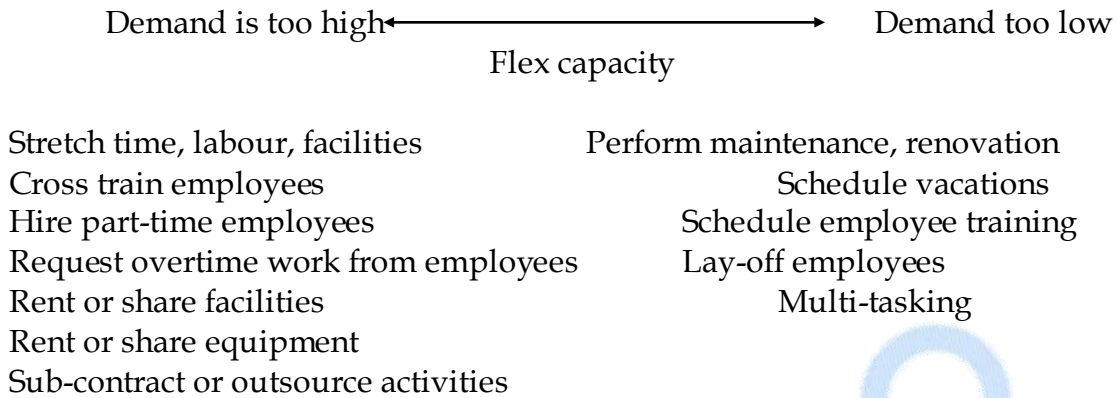 Demand is too high Demand too low
Flex capacity
Stretch time, labour, facilities Perform maintenance, renovation
Cross train employees Schedule vacations
Hire part-time employees Schedule employee training
Request overtime work from employees Lay-off employees
Rent or share facilities Multi-tasking
Rent or share equipment
Sub-contract or outsource activities